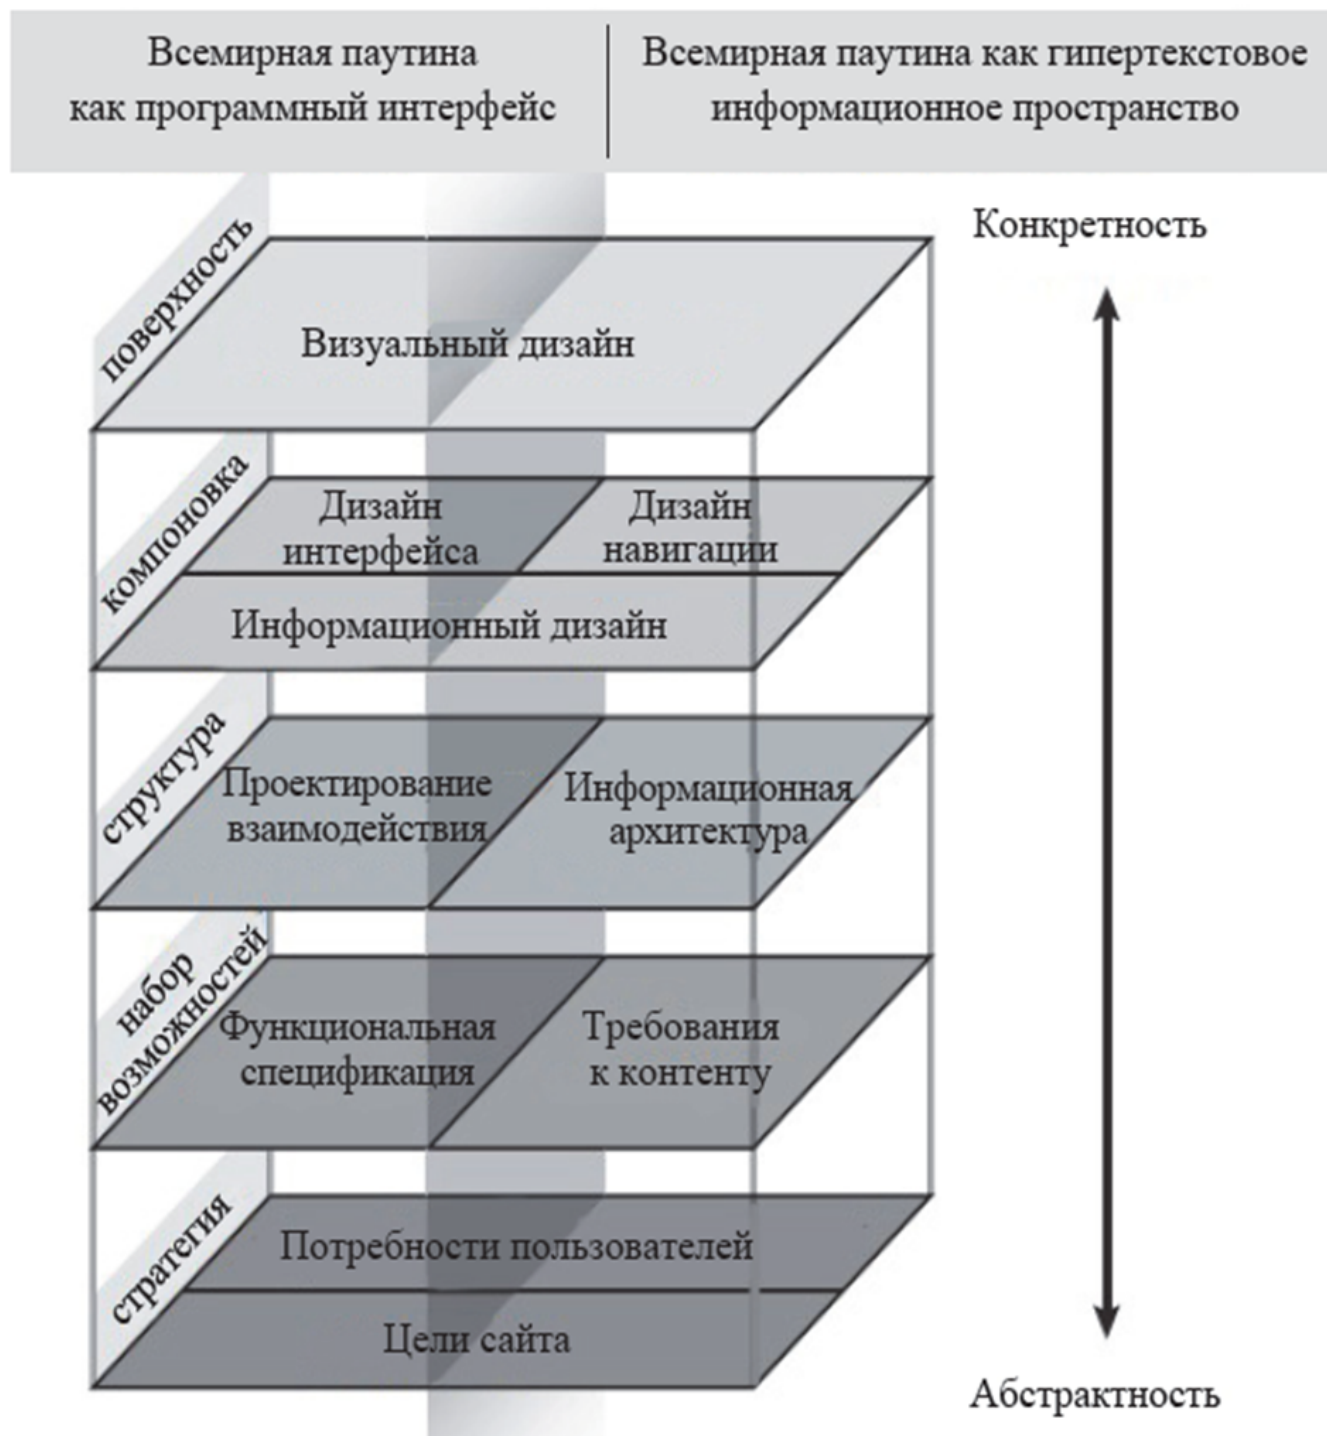 Всемирная паутина
как программный интерфейс
Всемирная паутина как гипертекстовое
информационное пространство
Конкретность
поверхность
Визуальный дизайн
компоновка
Дизайн
интерфейса
Дизайн
навигации
Информационный дизайн
структура
Проектирование
взаимодействия
Информационная
архитектура
набор
возможностей
Функциональная
спецификация
Требования
к контенту
стратегия
Потребности пользователей
Цели сайта
Абстрактность